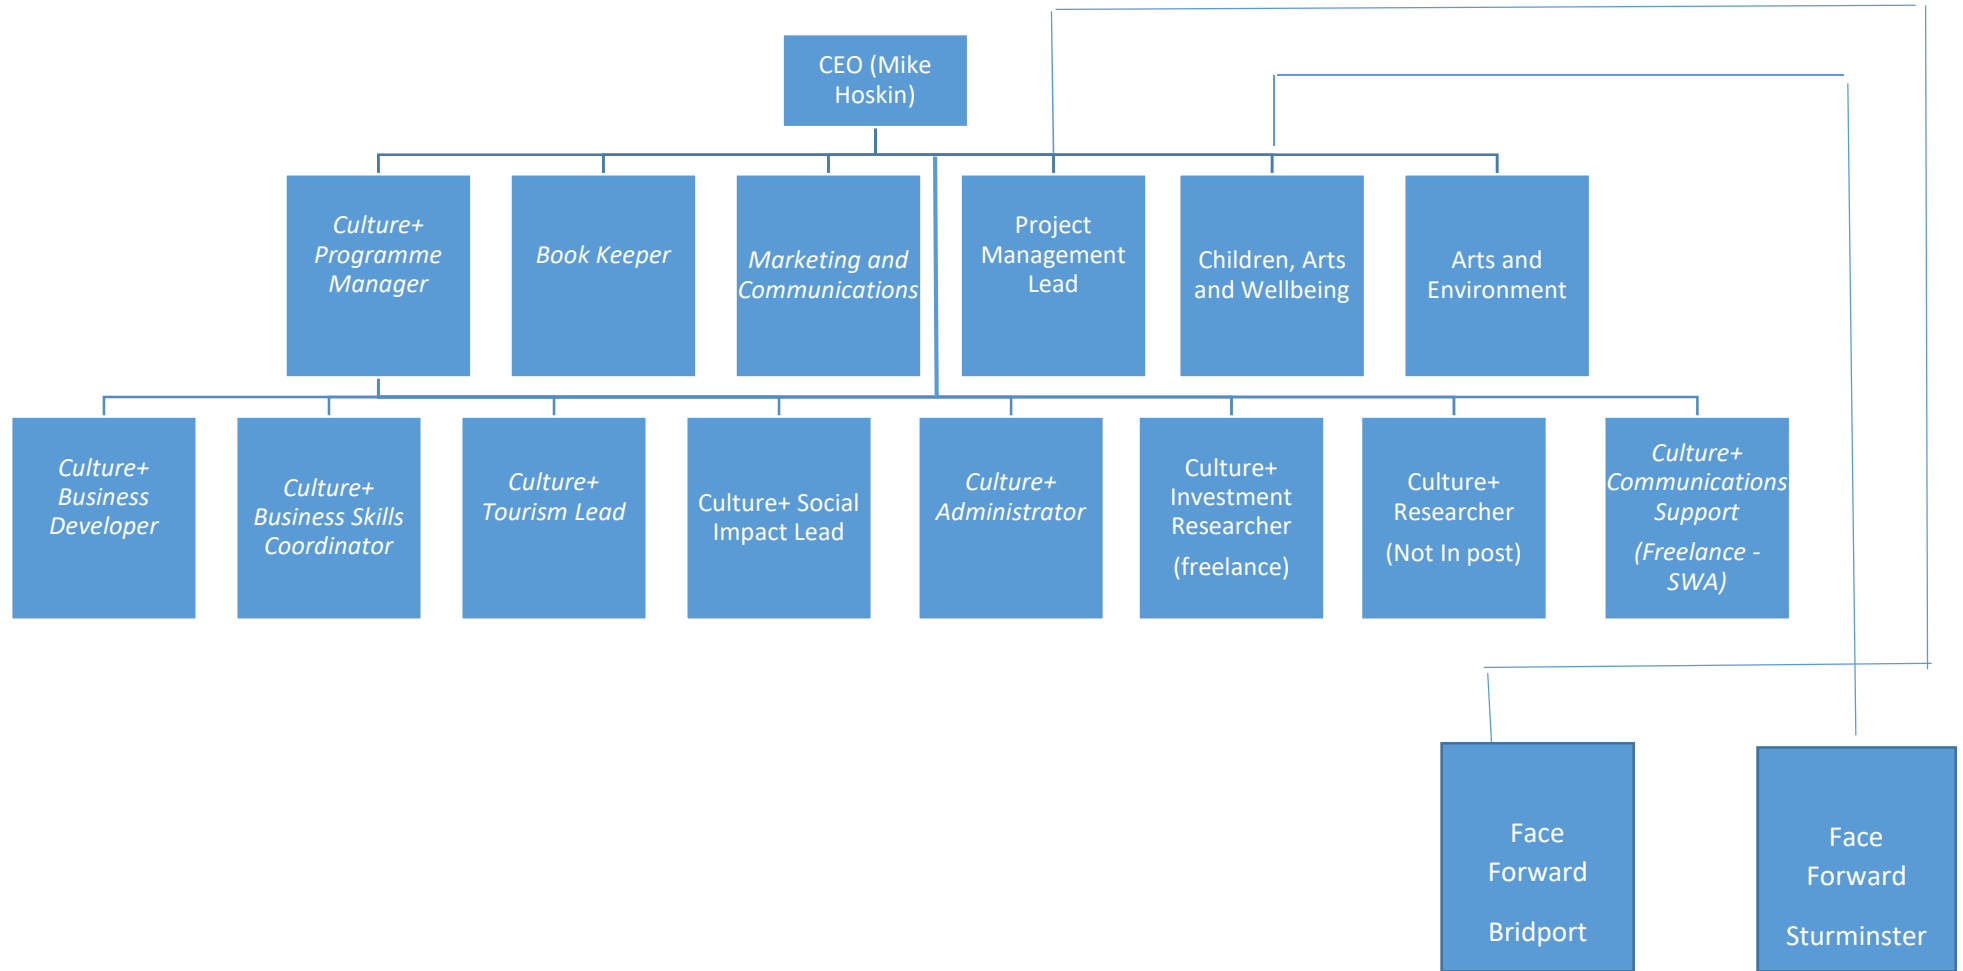 CEO (Mike
Hoskin)
Culture+
Programme
Manager
Book Keeper
Marketing and
Communications
Project
Management
Lead
Children, Arts
and Wellbeing
Arts and
Environment
Culture+
Business
Developer
Culture+
Business Skills
Coordinator
Culture+
Tourism Lead
Culture+ Social
Impact Lead
Culture+
Administrator
Culture+
Investment
Researcher
(freelance)
Culture+
Researcher
(Not In post)
Culture+
Communications
Support
(Freelance -
SWA)
Face
Forward
Bridport
Face
Forward
Sturminster